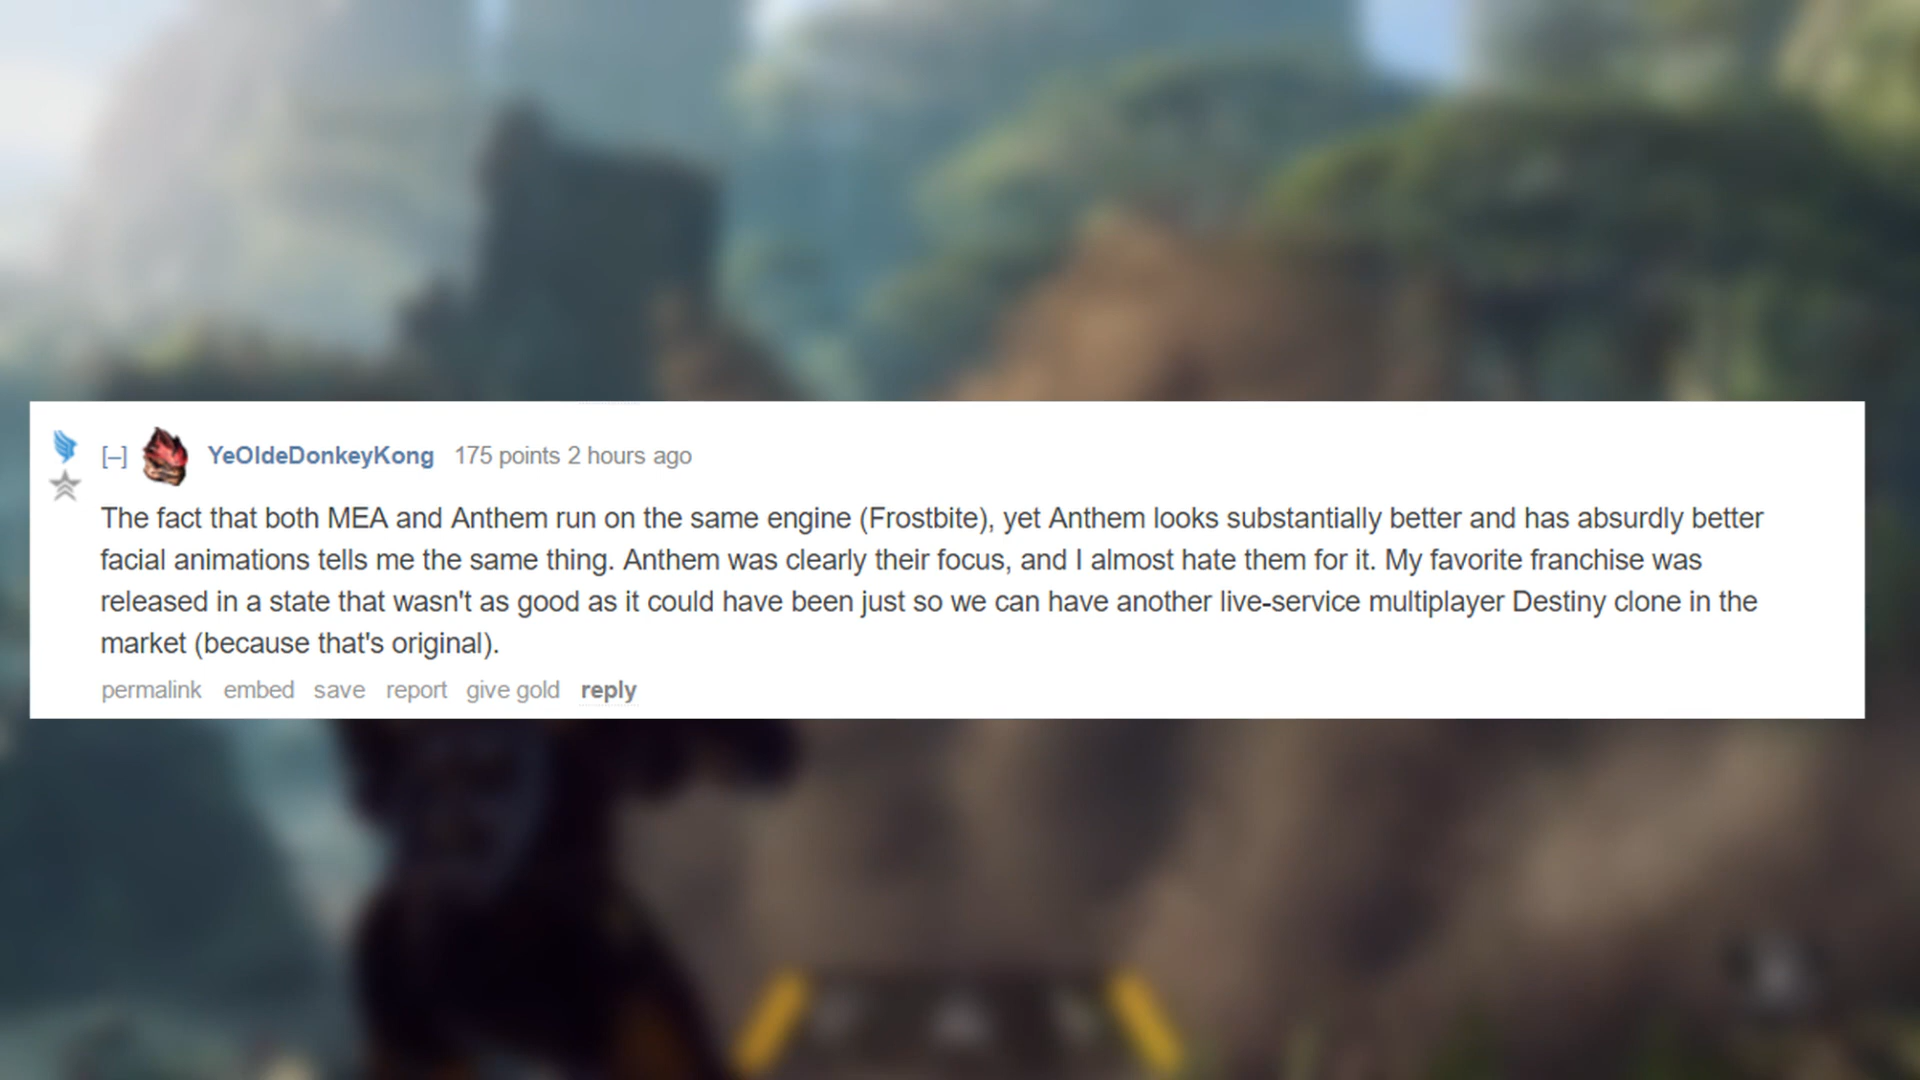 [–] YeOldeDonkeyKong 175 points 2 hours ago
The fact that both MEA and Anthem run on the same engine (Frostbite), yet Anthem looks substantially better and has absurdly better
facial animations tells me the same thing. Anthem was clearly their focus, and I almost hate them for it. My favorite franchise was
released in a state that wasn't as good as it could have been just so we can have another live-service multiplayer Destiny clone in the
market (because that's original).
permalink embed save report give gold reply